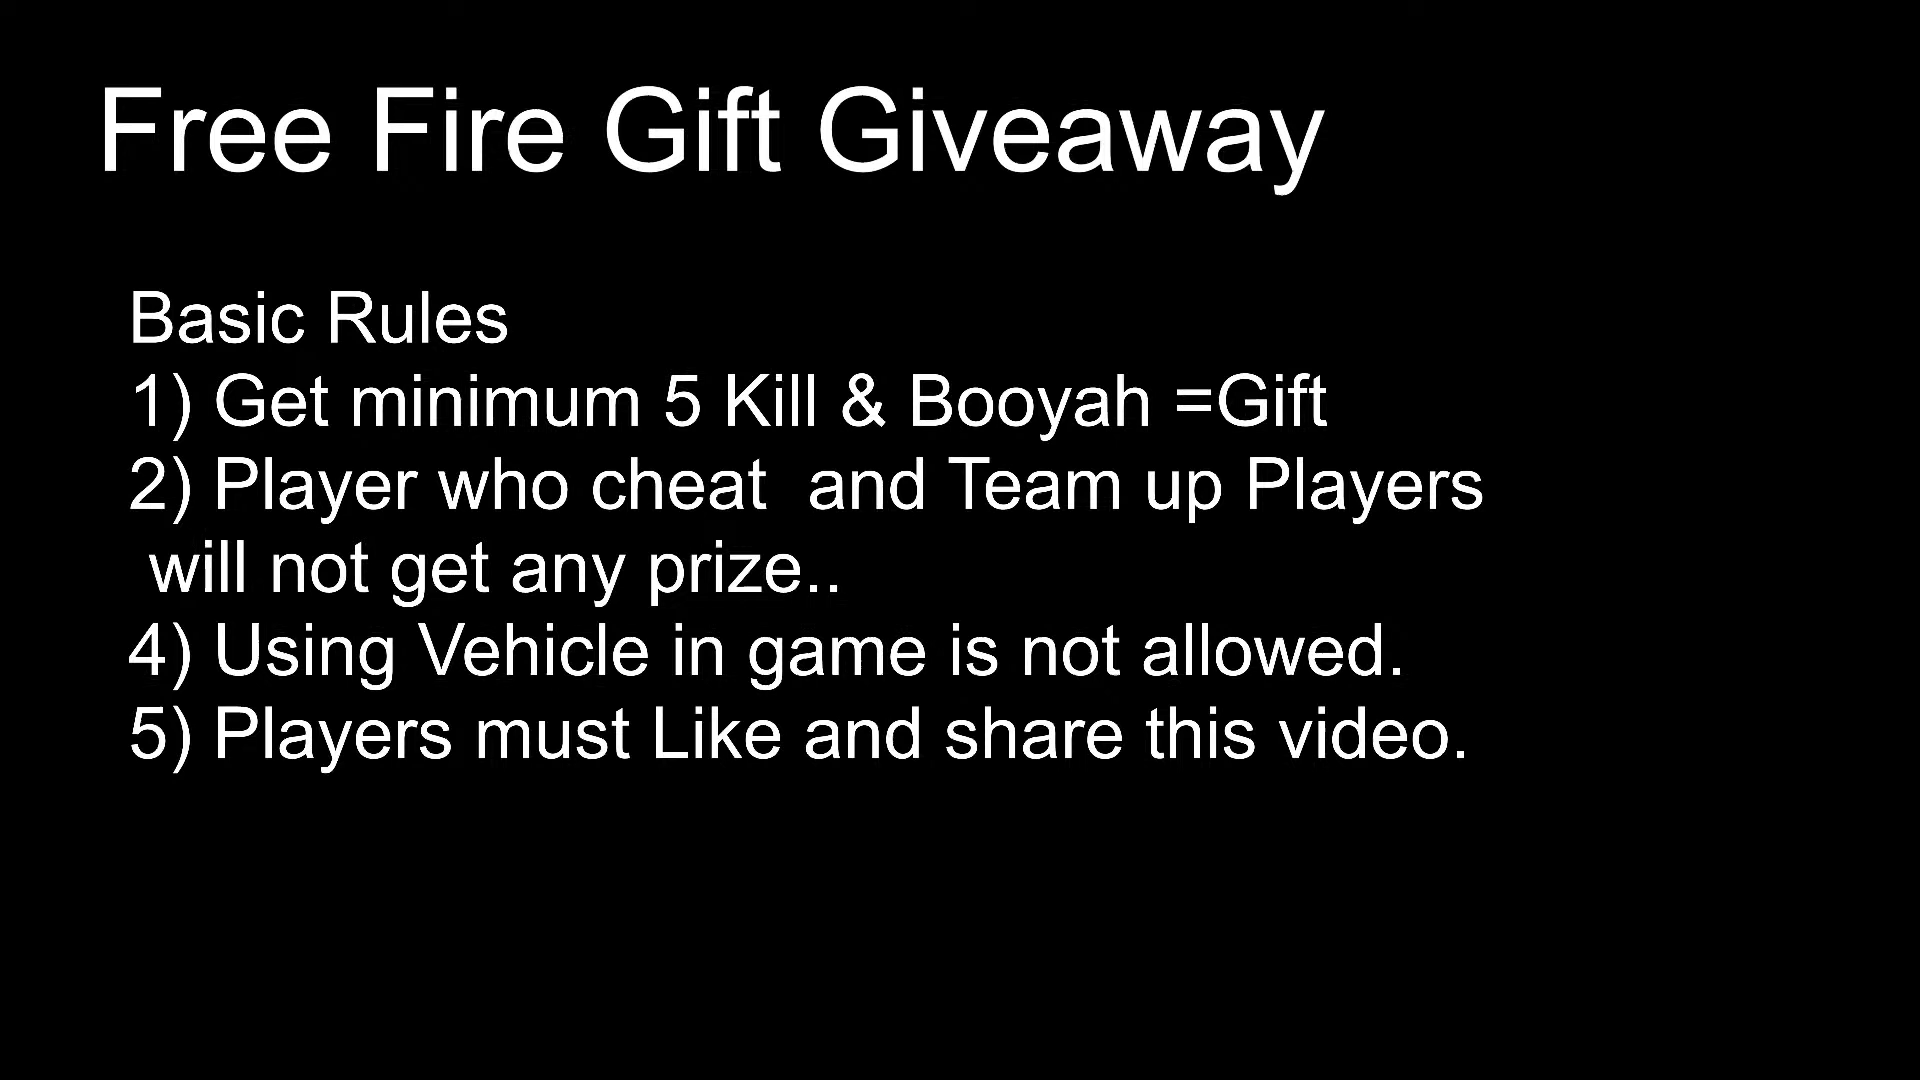 Free Fire Gift Giveaway
Basic Rules
1) Get minimum 5 Kill & Booyah =Gift
2) Player who cheat  and Team up Players
will not get any prize..
4) Using Vehicle in game is not allowed.
5) Players must Like and share this video.